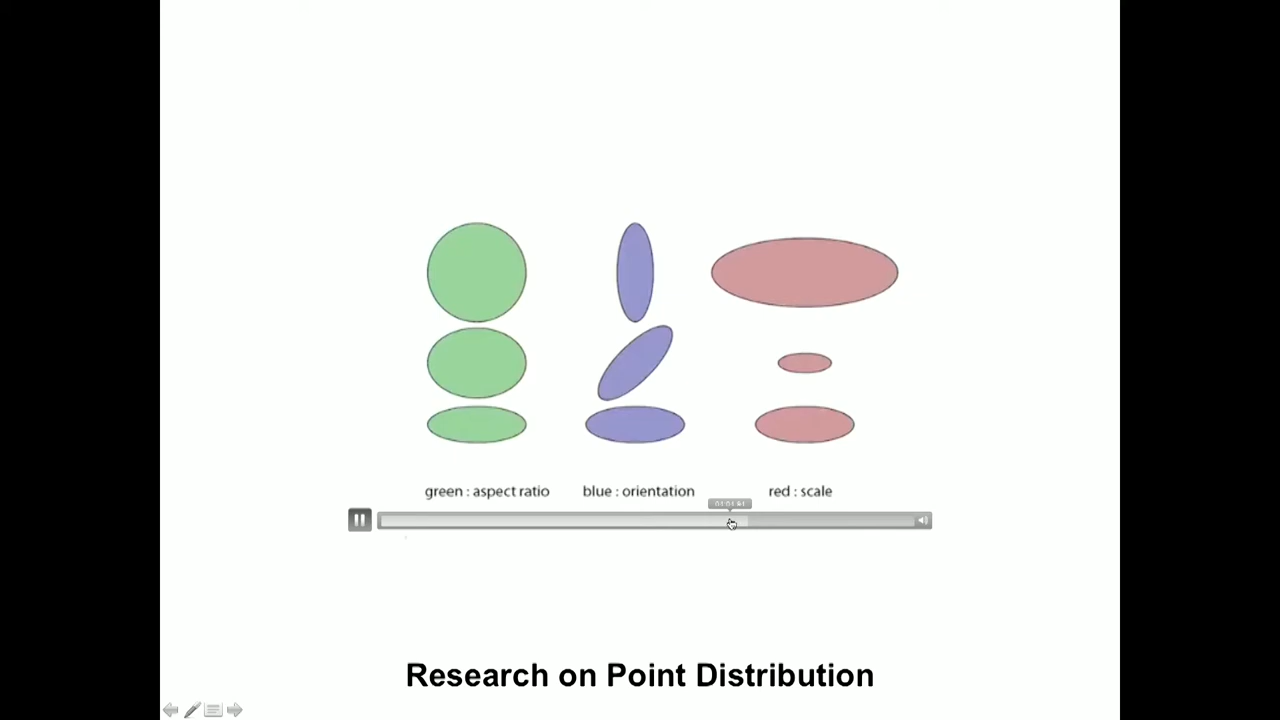 green : aspect ratio
blue : orientation
red : scale
Research on Point Distribution